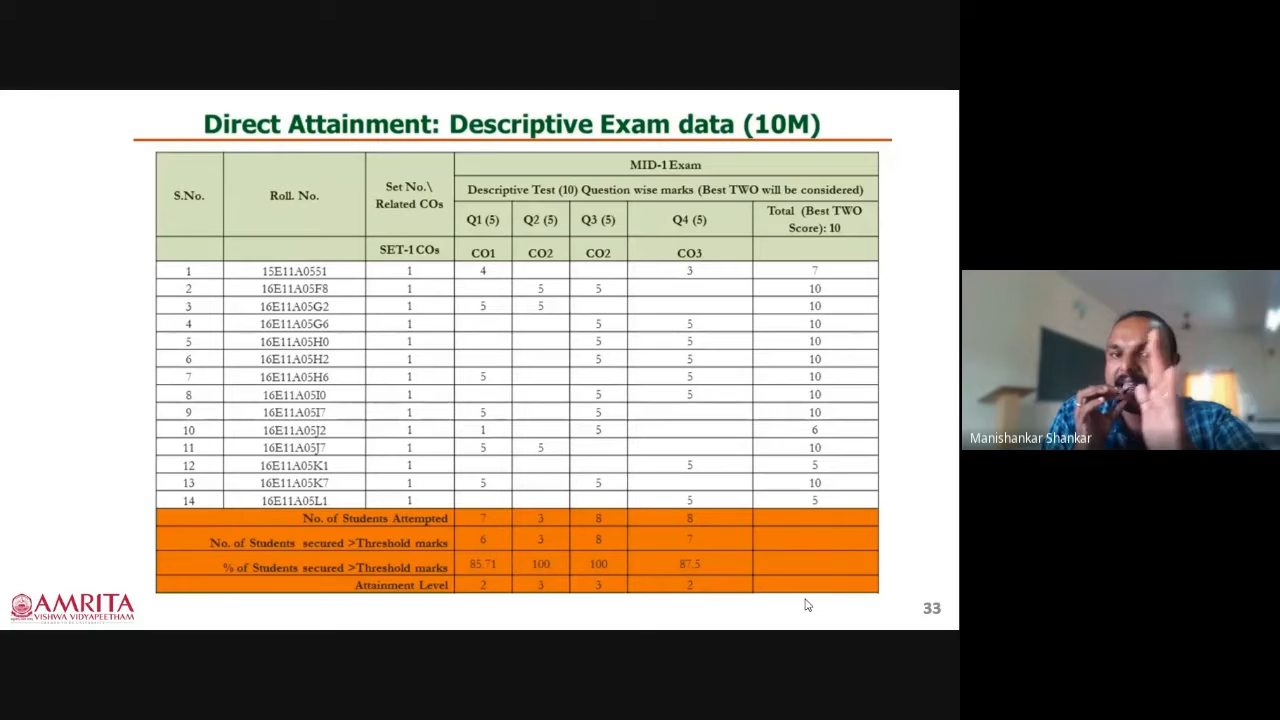 Direct Attainment: Descriptive Exam data (10M)
S.No. Roll. No. Set No.\ Related COs MID-1 Exam
Descriptive Test (10) Question wise marks (Best TWO will be considered)
Q1 (5) Q2 (5) Q3 (5) Q4 (5) Total (Best TWO Score): 10
SET-1 COs CO1 CO2 CO2 CO3
1 15E11A0551 1 4 3 7
2 16E11A05F8 1 5 5 10
3 16E11A05G2 1 5 5 10
4 16E11A05G6 1 5 5 10
5 16E11A05H0 1 5 5 10
6 16E11A05H2 1 5 5 10
7 16E11A05H6 1 5 5 10
8 16E11A05I0 1 5 5 10
9 16E11A05I7 1 5 5 10
10 16E11A05J2 1 1 5 6
11 16E11A05J7 1 5 5 10
12 16E11A05K1 1 5 5
13 16E11A05K7 1 5 5 10
14 16E11A05L1 1 5 5
No. of Students Attempted 7 3 8 8
No. of Students secured >Threshold marks 6 3 8 7
% of Students secured >Threshold marks 85.71 100 100 87.5
Attainment Level 2 3 3 2
AMRITA
VISHWA VIDYAPEETHAM
33
Manishankar Shankar